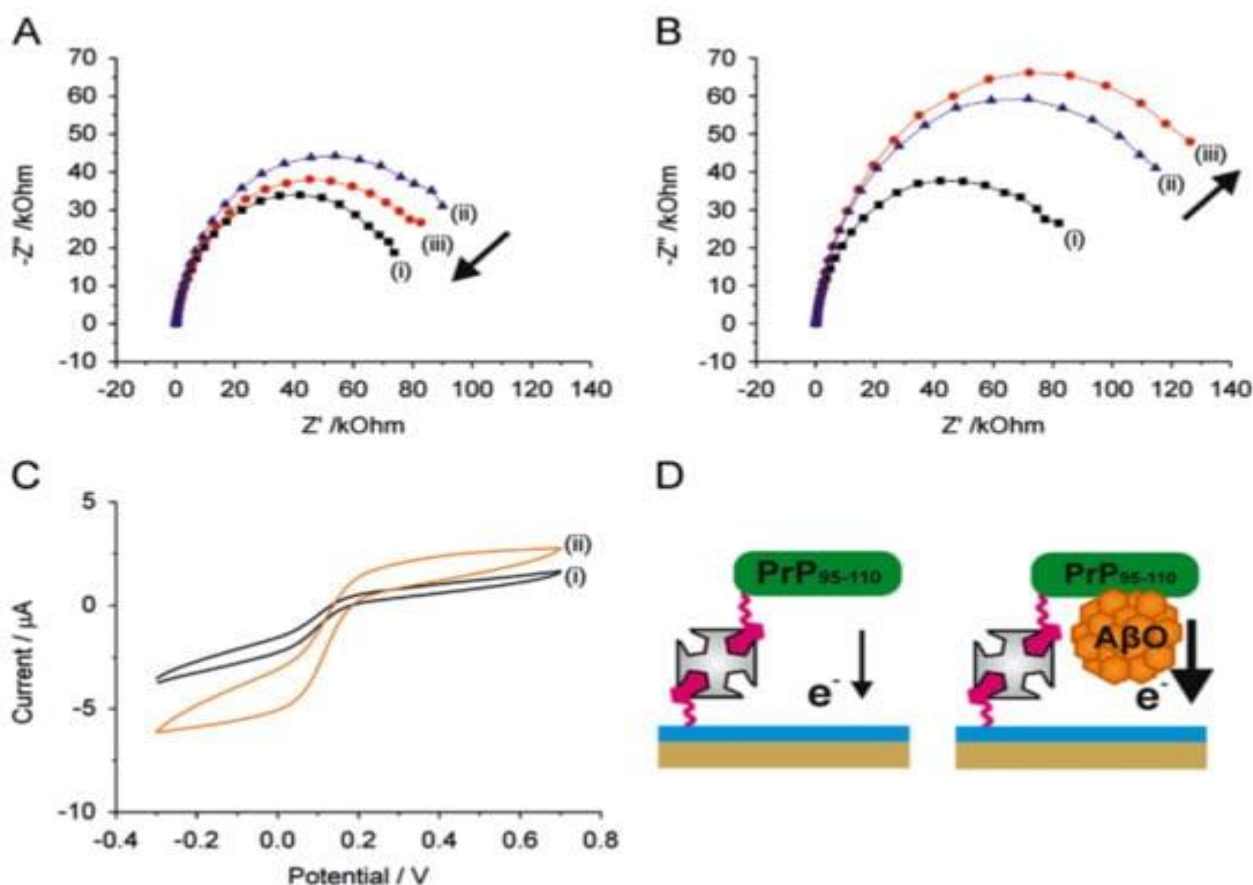 A
70
60
50
40
30
20
10
0
-10
-Z" /kOhm
(ii)
(iii)
(i)
-20 0 20 40 60 80 100 120 140
Z' /kOhm
B
70
60
50
40
30
20
10
0
-10
-Z" /kOhm
(iii)
(ii)
(i)
-20 0 20 40 60 80 100 120 140
Z' /kOhm
C
5
0
-5
-10
Current / µA
(ii)
(i)
-0.4 -0.2 0.0 0.2 0.4 0.6 0.8
Potential / V
D
PrP95-110
e-
PrP95-110
AβO
e-